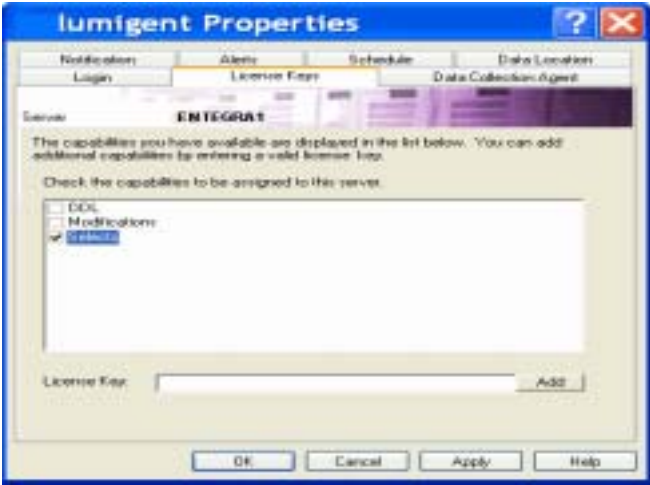 lumigent Properties
Notification Alerts Schedule Data Location
Login License Keys Data Collection Agent
Server ENTEGRA1
The capabilities you have available are displayed in the list below. You can add
additional capabilities by entering a valid license key.
Check the capabilities to be assigned to this server.
DDL
Modifications
Selects
License Key: Add
OK Cancel Apply Help